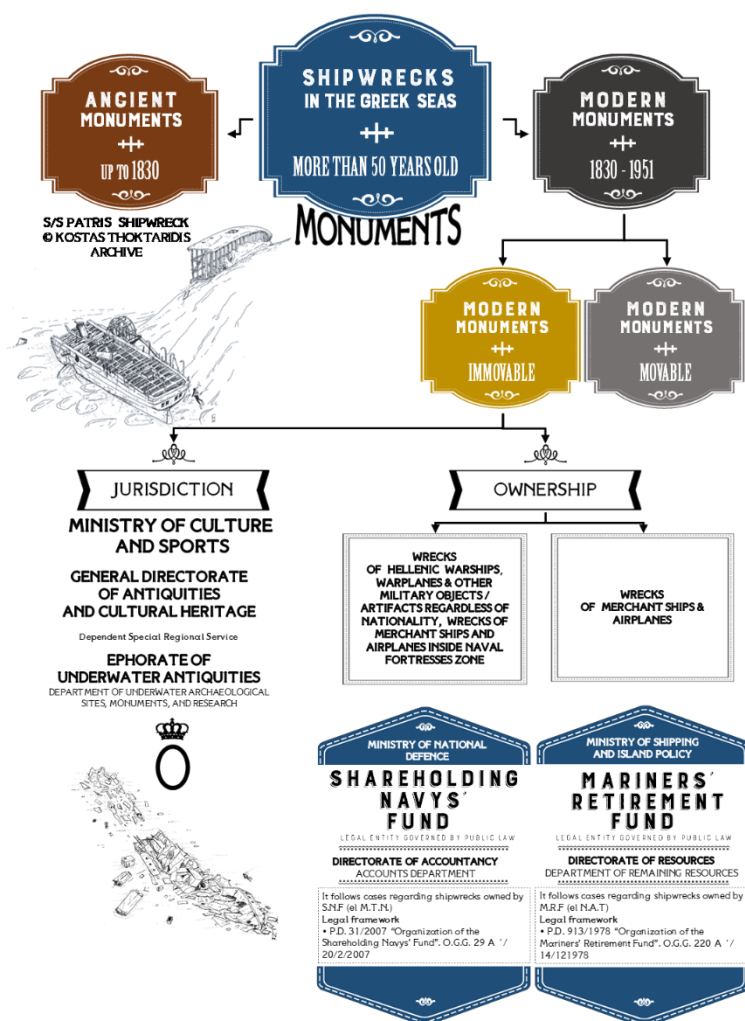 SHIPWRECKS
IN THE GREEK SEAS
MORE THAN 50 YEARS OLD
MONUMENTS
ANCIENT
MONUMENTS
UP TO 1830
MODERN
MONUMENTS
1830 - 1951
S/S PATRIS SHIPWRECK
© KOSTAS THOKTARIDIS
ARCHIVE
MODERN
MONUMENTS
IMMOVABLE
MODERN
MONUMENTS
MOVABLE
JURISDICTION
MINISTRY OF CULTURE
AND SPORTS
GENERAL DIRECTORATE
OF ANTIQUITIES
AND CULTURAL HERITAGE
Dependent Special Regional Service
EPHORATE OF
UNDERWATER ANTIQUITIES
DEPARTMENT OF UNDERWATER ARCHAEOLOGICAL
SITES, MONUMENTS, AND RESEARCH
OWNERSHIP
WRECKS
OF HELLENIC WARSHIPS,
WARPLANES & OTHER
MILITARY OBJECTS /
ARTIFACTS REGARDLESS OF
NATIONALITY, WRECKS OF
MERCHANT SHIPS AND
AIRPLANES INSIDE NAVAL
FORTRESSES ZONE
WRECKS
OF MERCHANT SHIPS &
AIRPLANES
MINISTRY OF NATIONAL
DEFENCE
SHAREHOLDING
NAVYS´
FUND
LEGAL ENTITY GOVERNED BY PUBLIC LAW
DIRECTORATE OF ACCOUNTANCY
ACCOUNTS DEPARTMENT
It follows cases regarding shipwrecks owned by
S.N.F (el M.T.N.)
Legal framework
• P.D. 31/2007 “Organization of the
Shareholding Navys’ Fund”. O.G.G. 29 A ´/
20/2/2007
MINISTRY OF SHIPPING
AND ISLAND POLICY
MARINERS´
RETIREMENT
FUND
LEGAL ENTITY GOVERNED BY PUBLIC LAW
DIRECTORATE OF RESOURCES
DEPARTMENT OF REMAINING RESOURCES
It follows cases regarding shipwrecks owned by
M.R.F (el N.A.T)
Legal framework
• P.D. 913/1978 “Organization of the
Mariners’ Retirement Fund”. O.G.G. 220 A ´/
14/121978